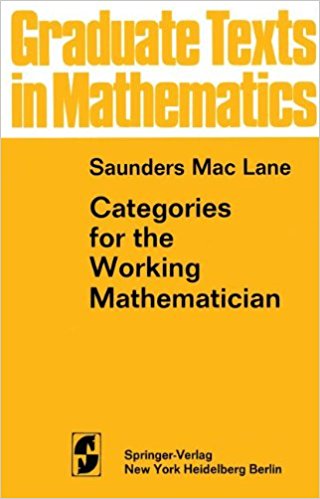 Graduate Texts
in Mathematics
Saunders Mac Lane
Categories
for the
Working
Mathematician
Springer-Verlag
New York Heidelberg Berlin